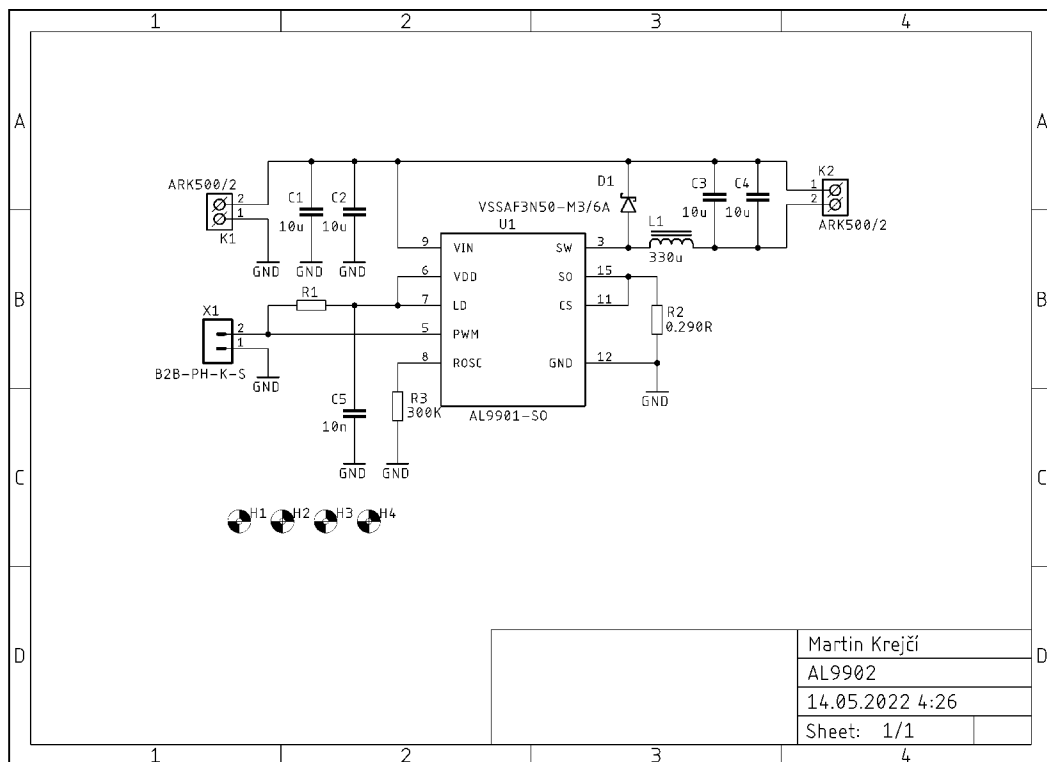 1 2 3 4
A A
ARK500/2
2
1
K1
C1
10u
C2
10u
D1
VSSAF3N50-M3/6A
C3
10u
C4
10u
K2
1
2
ARK500/2
U1
L1
330u
GND GND GND
9 VIN SW 3
6 VDD SO 15
7 LD CS 11
5 PWM
8 ROSC GND 12
B B
R1
R2
0.290R
X1
2
1
B2B-PH-K-S
GND
C5
10n
R3
300K
AL9901-SO
GND
GND GND
C C
H1 H2 H3 H4
D D
Martin Krejčí
AL9902
14.05.2022 4:26
Sheet: 1/1
1 2 3 4